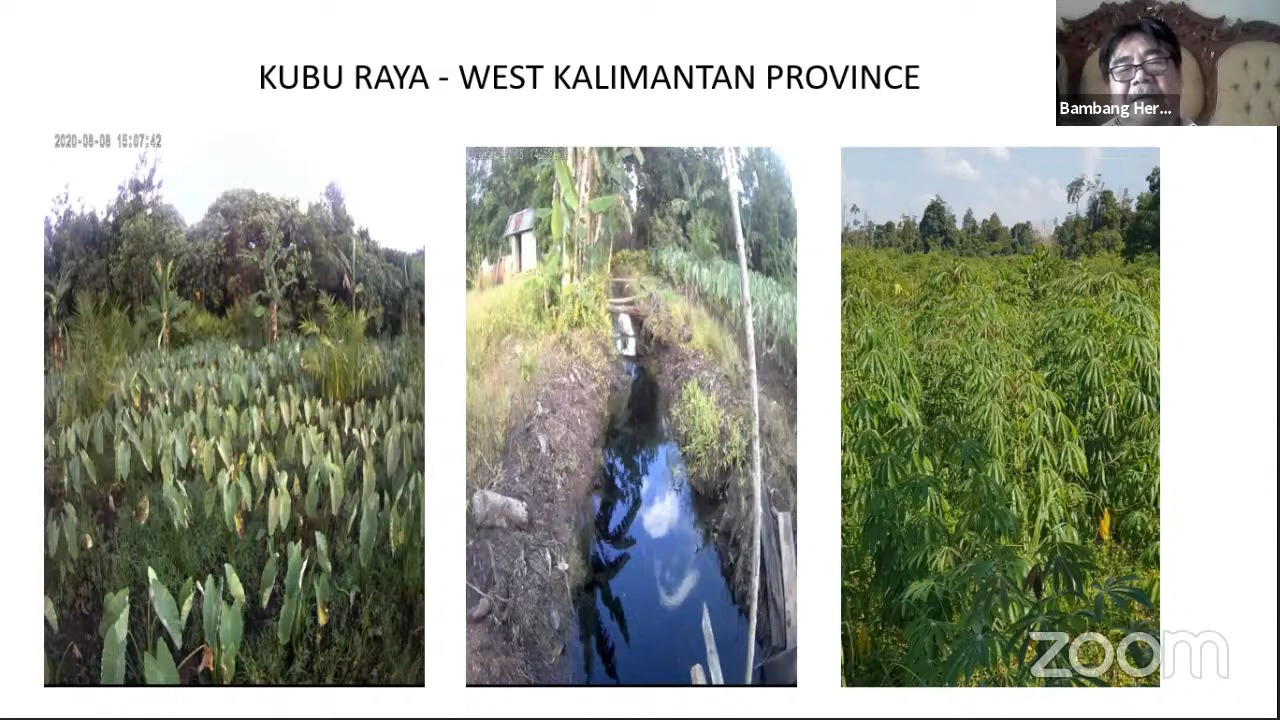 KUBU RAYA - WEST KALIMANTAN PROVINCE
Bambang Her...
2020-08-08 15:07:42
zoom